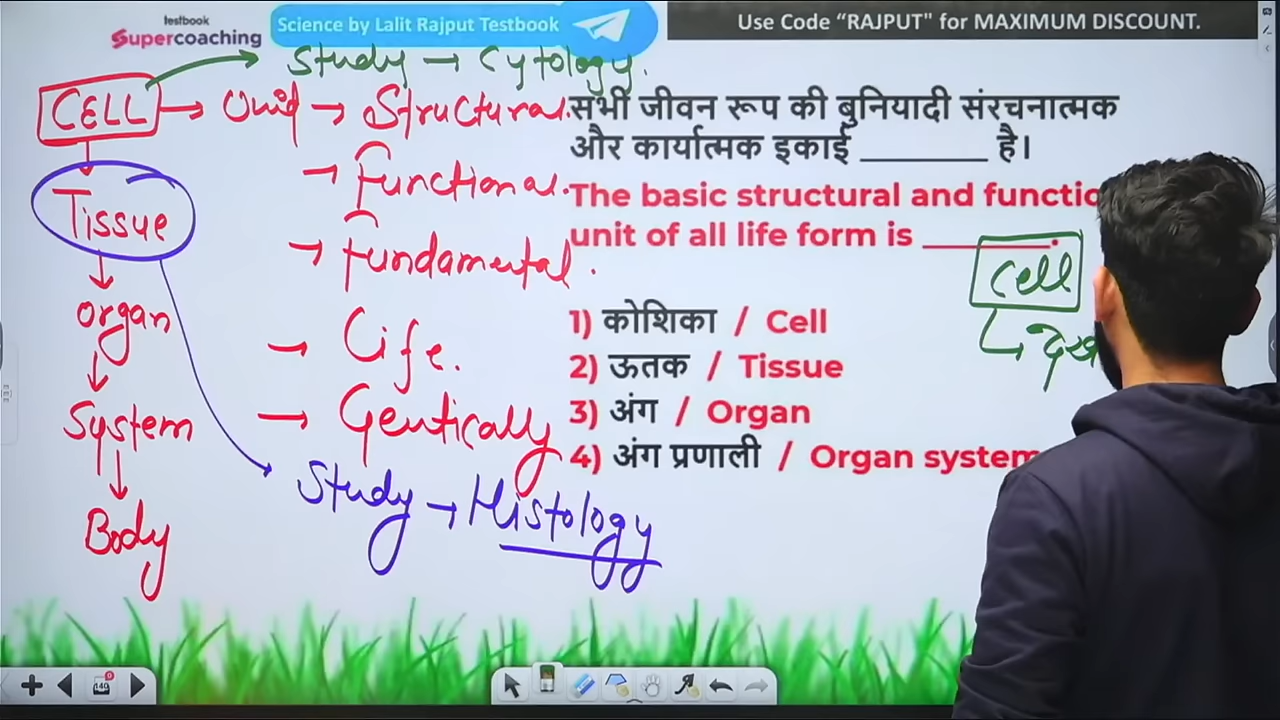 testbook
Supercoaching
Science by Lalit Rajput Testbook
Use Code “RAJPUT" for MAXIMUM DISCOUNT.
Study → Cytology.
CELL → Unit → Structural.
→ Functional.
→ Fundamental.
→ Life.
→ Gentically
Tissue
Organ
System
Body
Study → Histology
सभी जीवन रूप की बुनियादी संरचनात्मक
और कार्यात्मक इकाई ________ है।
The basic structural and functio
unit of all life form is ________.
Cell
1) कोशिका / Cell
2) ऊतक / Tissue
3) अंग / Organ
4) अंग प्रणाली / Organ system
140